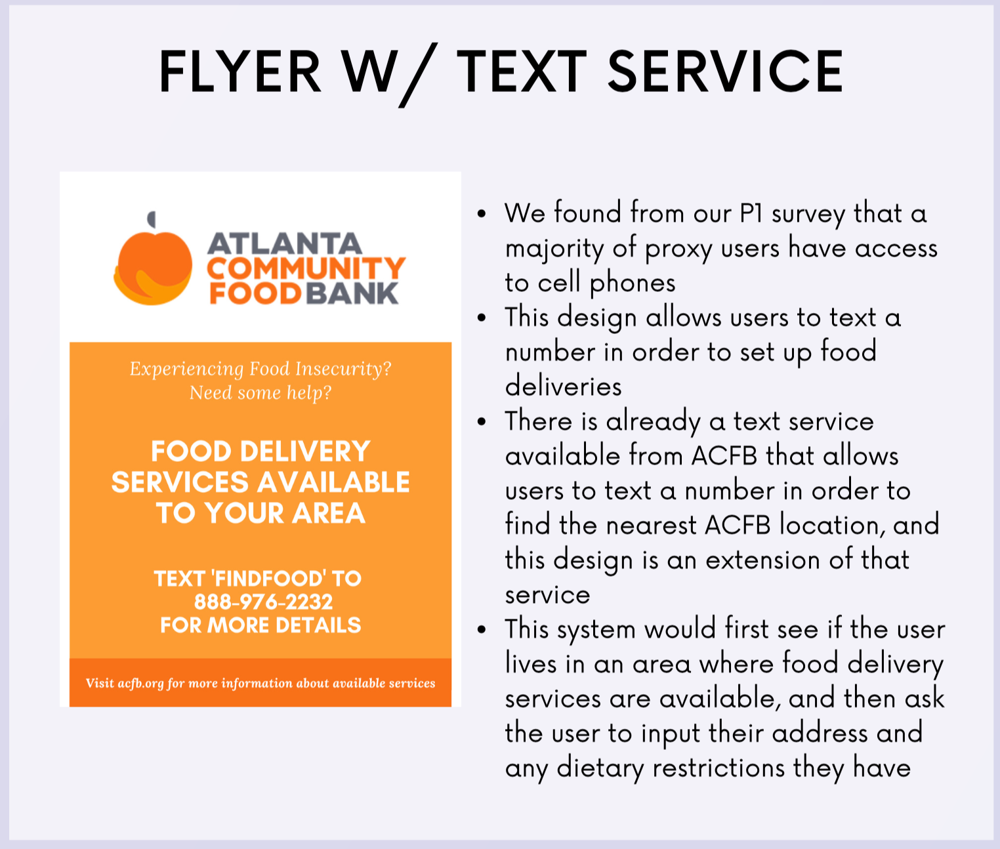 FLYER W/ TEXT SERVICE
ATLANTA
COMMUNITY
FOOD BANK
Experiencing Food Insecurity?
Need some help?
FOOD DELIVERY
SERVICES AVAILABLE
TO YOUR AREA
TEXT 'FINDFOOD' TO
888-976-2232
FOR MORE DETAILS
Visit acfb.org for more information about available services
• We found from our P1 survey that a
majority of proxy users have access
to cell phones
• This design allows users to text a
number in order to set up food
deliveries
• There is already a text service
available from ACFB that allows
users to text a number in order to
find the nearest ACFB location, and
this design is an extension of that
service
• This system would first see if the user
lives in an area where food delivery
services are available, and then ask
the user to input their address and
any dietary restrictions they have